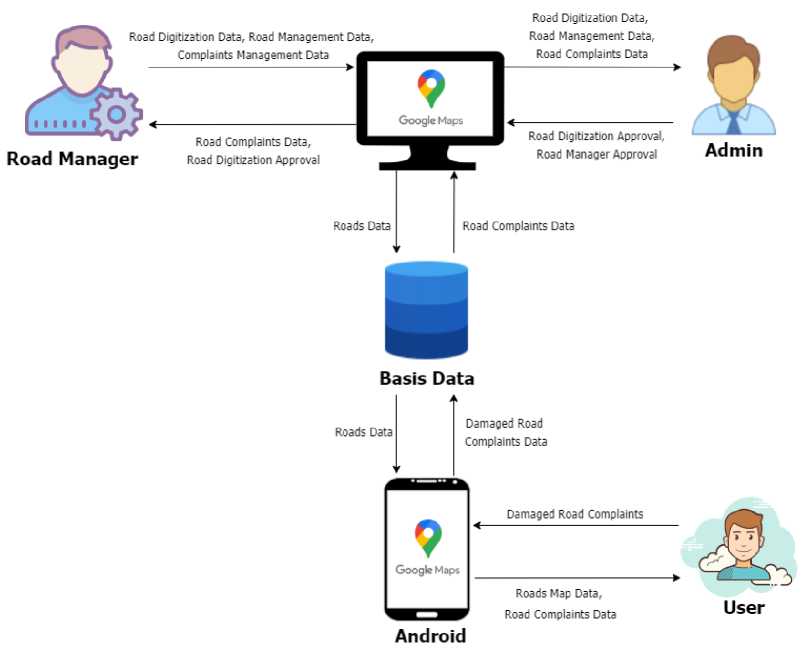 Road Digitization Data, Road Management Data,
Complaints Management Data
Road Digitization Data,
Road Management Data,
Road Complaints Data
Google Maps
Road Complaints Data,
Road Digitization Approval
Road Digitization Approval,
Road Manager Approval
Road Manager
Admin
Roads Data
Road Complaints Data
Basis Data
Roads Data
Damaged Road
Complaints Data
Damaged Road Complaints
Google Maps
Roads Map Data,
Road Complaints Data
User
Android